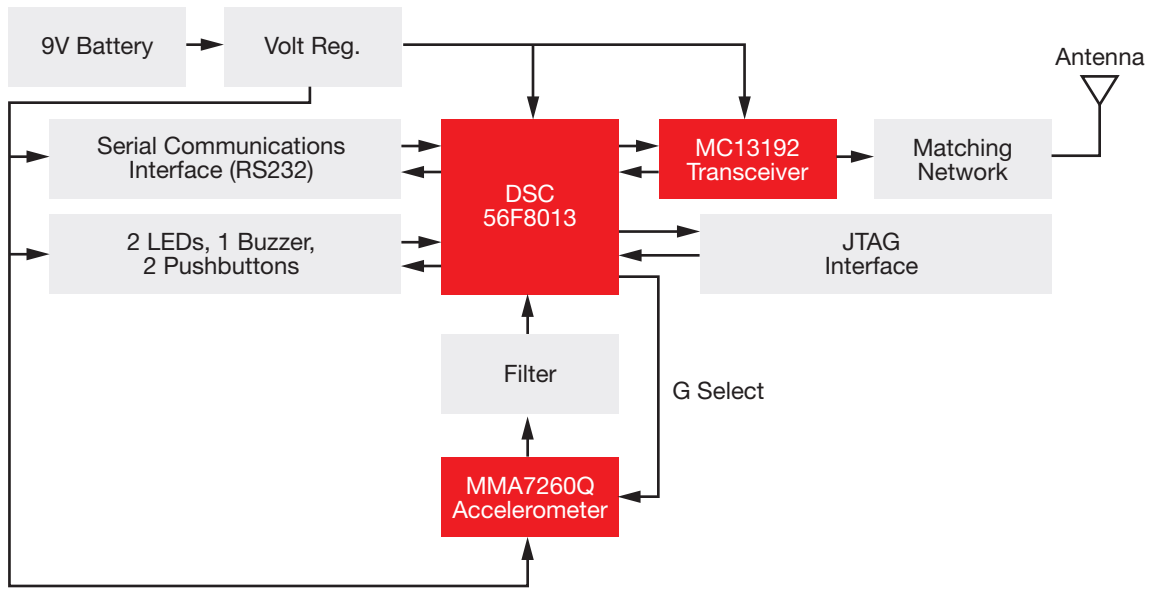 9V Battery
Volt Reg.
Antenna
Serial Communications
Interface (RS232)
DSC
56F8013
MC13192
Transceiver
Matching
Network
2 LEDs, 1 Buzzer,
2 Pushbuttons
JTAG
Interface
Filter
G Select
MMA7260Q
Accelerometer